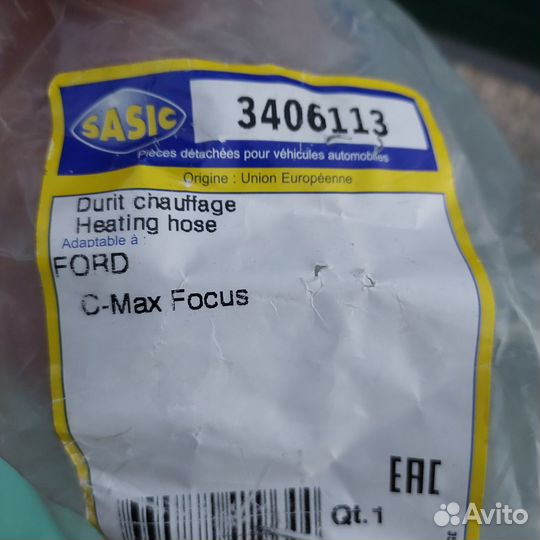 SASIC
3406113
Pièces détachées pour véhicules automobiles
Origine : Union Européenne
Durit chauffage
Heating hose
Adaptable à :
FORD
C-Max Focus
EAC
Qt.1
Avito